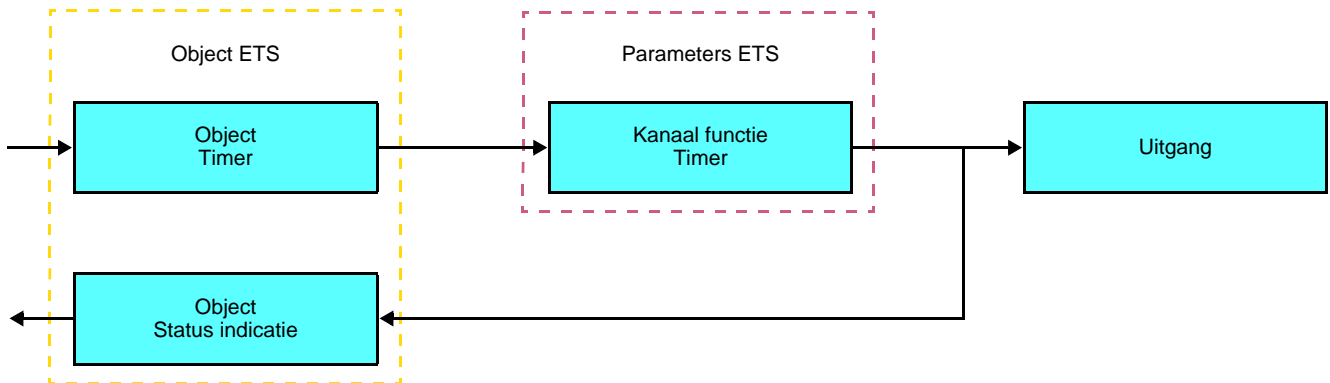 Object ETS
Parameters ETS
Object
Timer
Kanaal functie
Timer
Uitgang
Object
Status indicatie